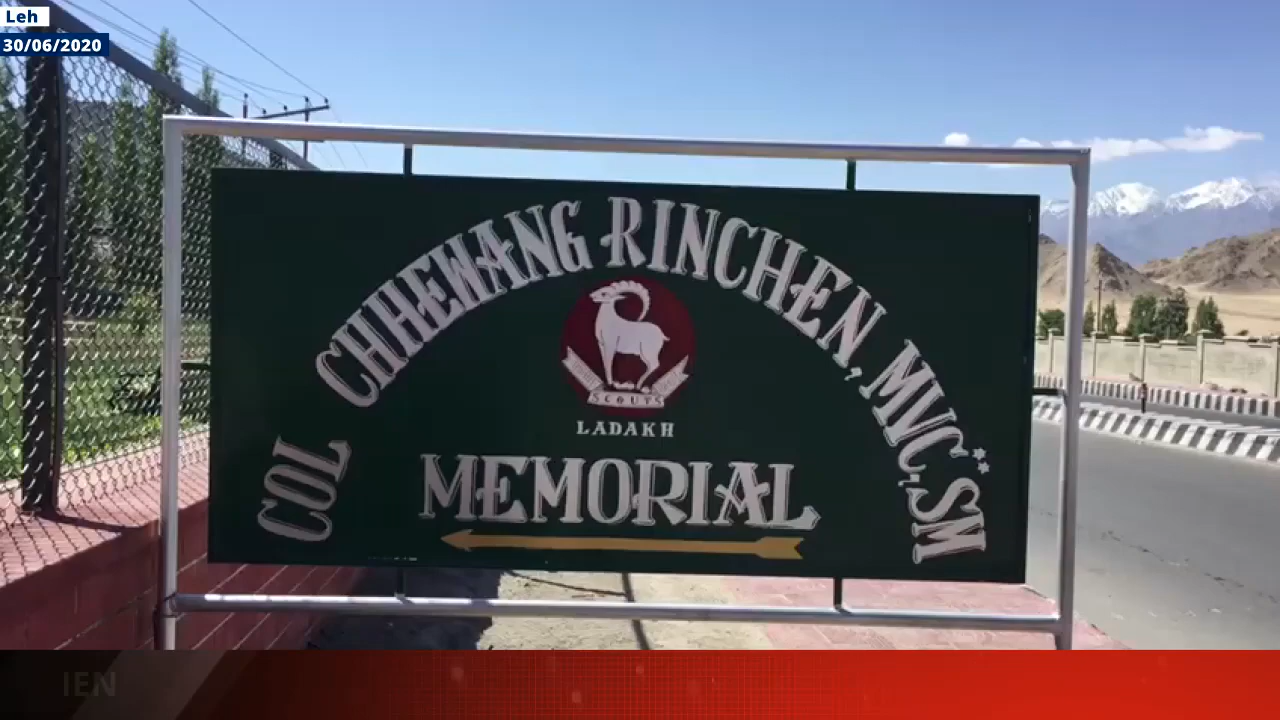 Leh
30/06/2020
COL CHHEWANG RINCHEN, MVC**, SM
SCOUTS
LADAKH
MEMORIAL
IEN